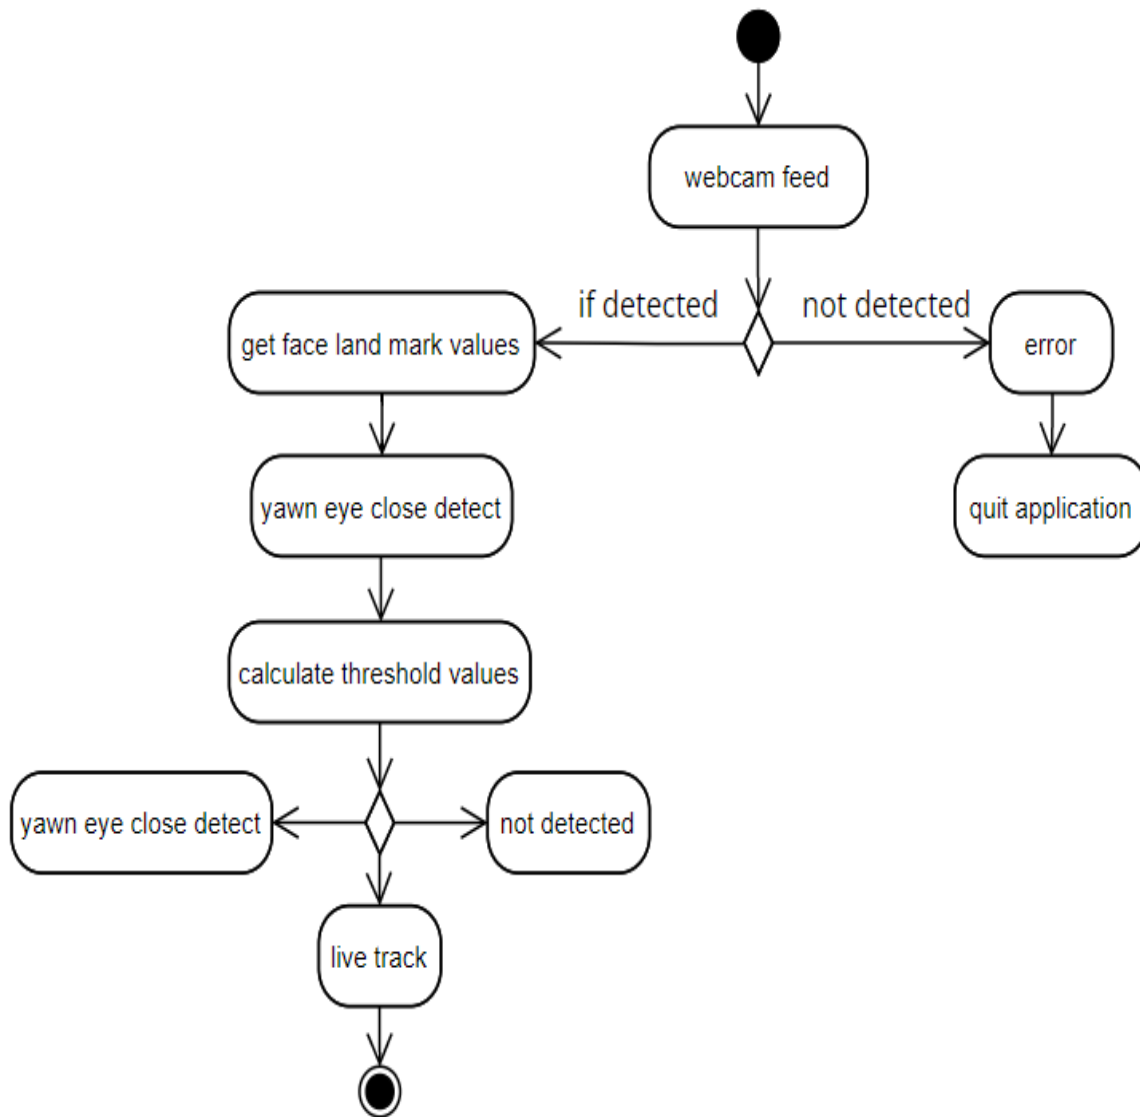 webcam feed
if detected
not detected
get face land mark values
error
yawn eye close detect
quit application
calculate threshold values
yawn eye close detect
not detected
live track